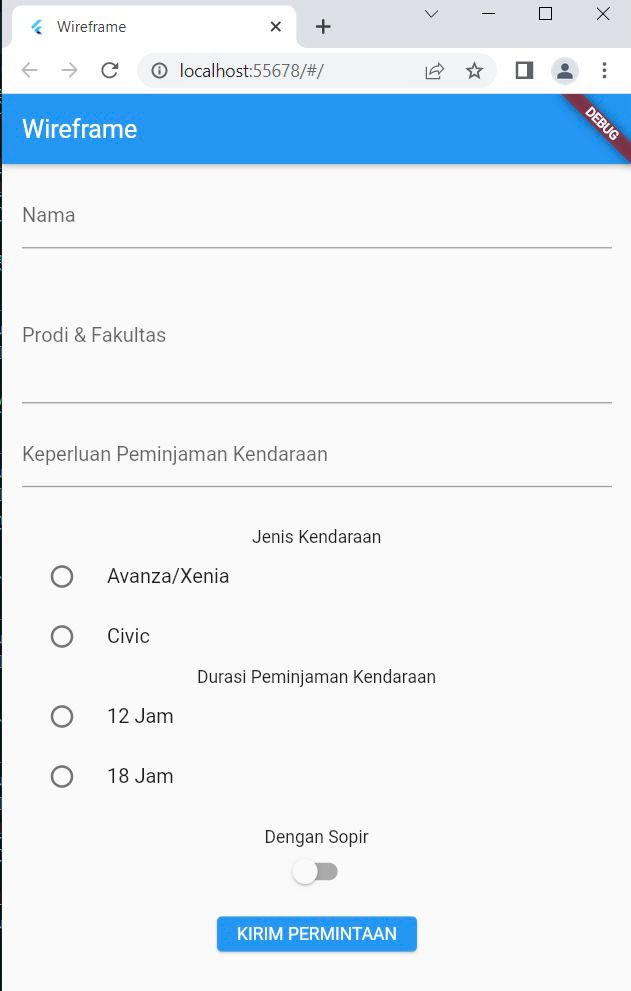 Wireframe
localhost:55678/#/
Wireframe
DEBUG
Nama
Prodi & Fakultas
Keperluan Peminjaman Kendaraan
Jenis Kendaraan
Avanza/Xenia
Civic
Durasi Peminjaman Kendaraan
12 Jam
18 Jam
Dengan Sopir
KIRIM PERMINTAAN